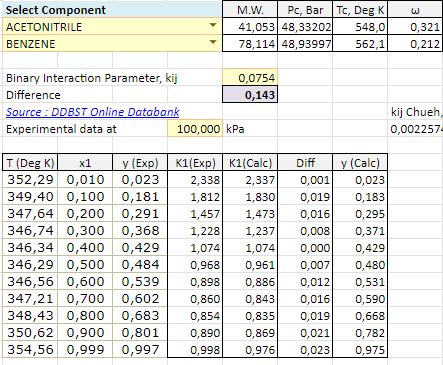 Select Component M.W. Pc, Bar Tc, Deg K ω
ACETONITRILE 41,053 48,33202 548,0 0,321
BENZENE 78,114 48,93997 562,1 0,212
Binary Interaction Parameter, kij 0,0754
Difference 0,143
Source : DDBST Online Databank kij Chueh,
Experimental data at 100,000 kPa 0,0022574
T (Deg K) x1 y (Exp) K1(Exp) K1(Calc) Diff y (Calc)
352,29 0,010 0,023 2,338 2,337 0,001 0,023
349,40 0,100 0,181 1,812 1,830 0,019 0,183
347,64 0,200 0,291 1,457 1,473 0,016 0,295
346,74 0,300 0,368 1,228 1,237 0,008 0,371
346,34 0,400 0,429 1,074 1,074 0,000 0,429
346,29 0,500 0,484 0,968 0,961 0,007 0,480
346,56 0,600 0,539 0,898 0,886 0,012 0,531
347,21 0,700 0,602 0,860 0,843 0,016 0,590
348,43 0,800 0,683 0,854 0,835 0,019 0,668
350,62 0,900 0,801 0,890 0,869 0,021 0,782
354,56 0,999 0,997 0,998 0,976 0,023 0,975